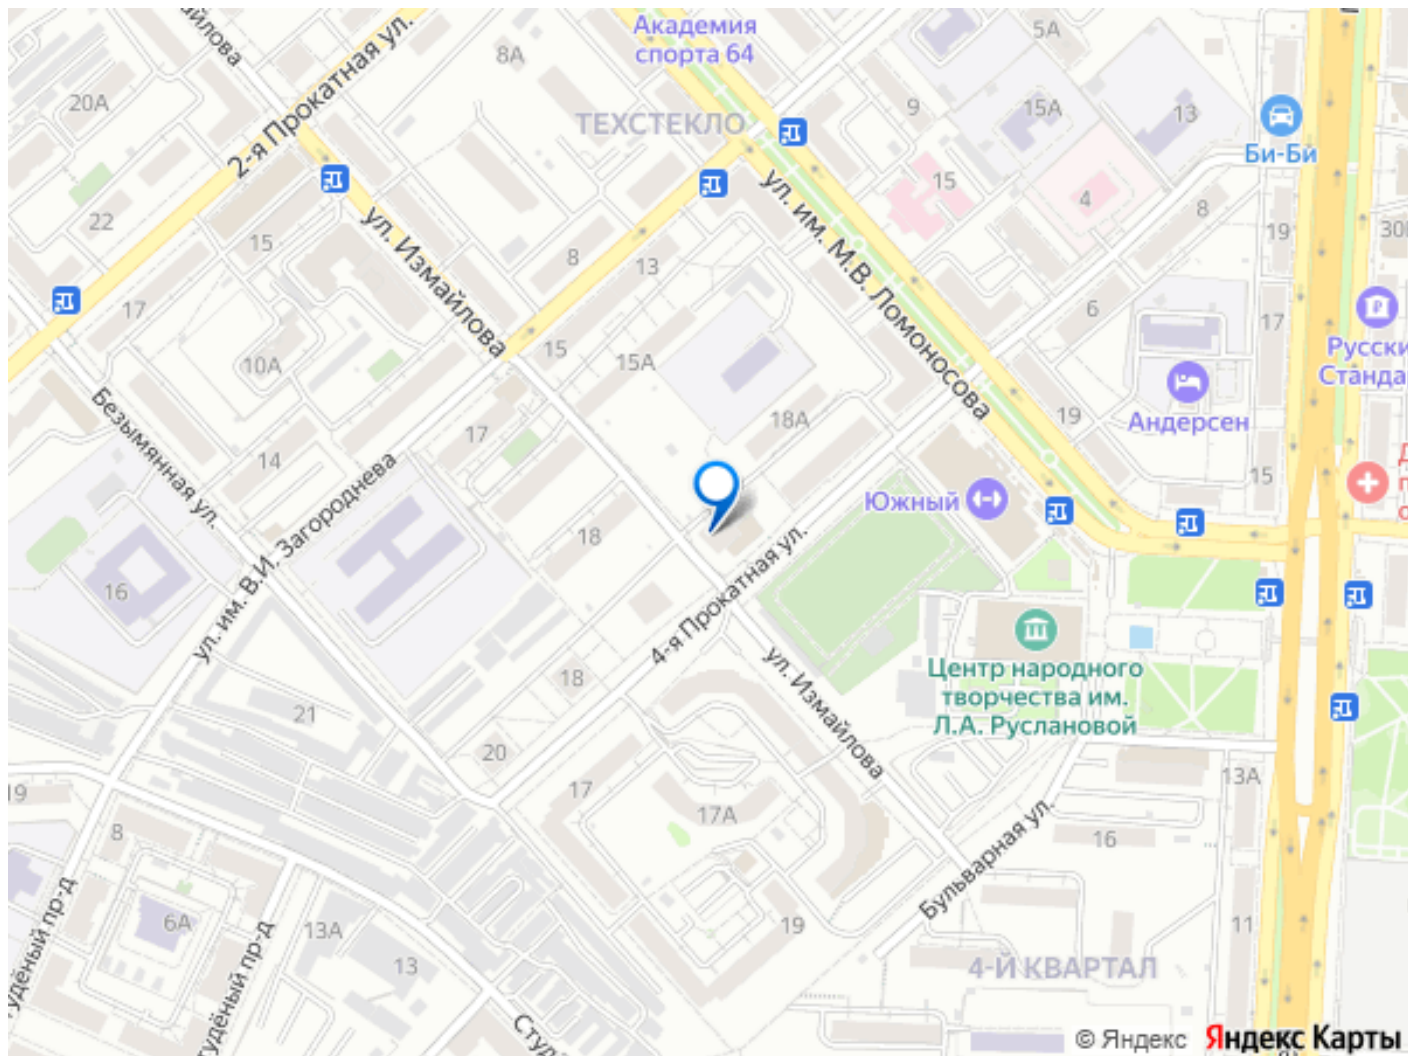 Академия
спорта 64
5А
8А
20А
ТЕХСТЕКЛО
9
15А
13
Би-Би
2-я Прокатная ул.
15
4
8
22
15
ул. Измайлова
ул. им. М.В. Ломоносова
19
8
13
17
6
17
15
15А
10А
Русски
Станда
Андерсен
19
18А
17
14
Безымянная ул.
15
Южный
18
ул. им. В.И. Загороднева
16
4-я Прокатная ул.
18
Центр народного
творчества им.
Л.А. Руслановой
ул. Измайлова
21
20
13А
19
17
17А
8
16
Бульварная ул.
6А
13А
19
11
13
4-Й КВАРТАЛ
© Яндекс Яндекс Карты